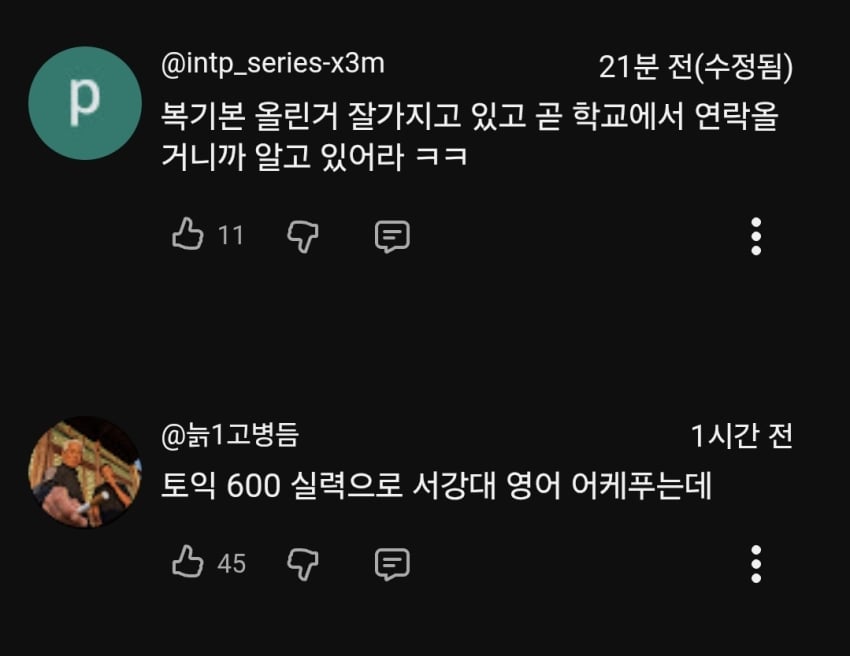 p
@intp_series-x3m 21분 전(수정됨)
복기본 올린거 잘가지고 있고 곧 학교에서 연락올
거니까 알고 있어라 ㅋㅋ
11
@늙1고병듬 1시간 전
토익 600 실력으로 서강대 영어 어케푸는데
45